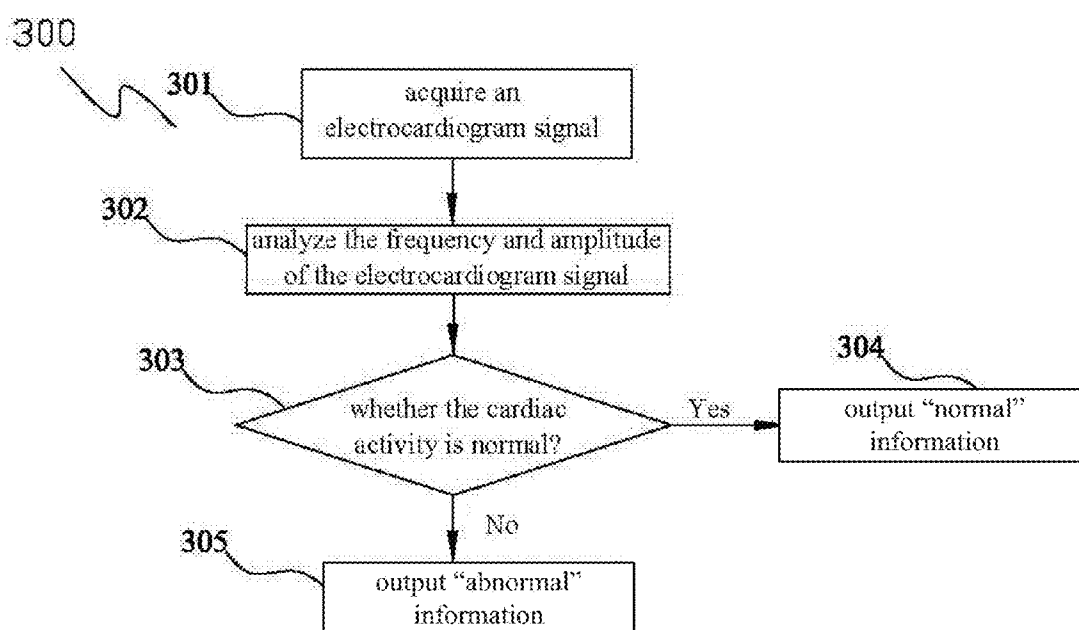 300
301
acquire an
electrocardiogram signal
302
analyze the frequency and amplitude
of the electrocardiogram signal
303
whether the cardiac
activity is normal?
Yes
304
output “normal”
information
No
305
output “abnormal”
information